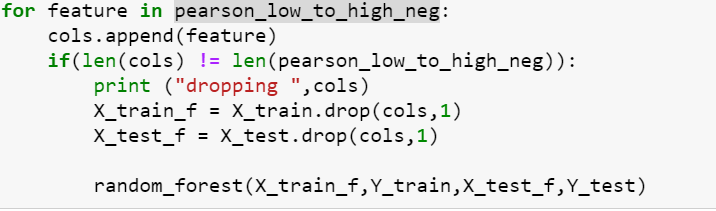 for feature in pearson_low_to_high_neg:
    cols.append(feature)
    if(len(cols) != len(pearson_low_to_high_neg)):
        print ("dropping ",cols)
        X_train_f = X_train.drop(cols,1)
        X_test_f = X_test.drop(cols,1)
        random_forest(X_train_f,Y_train,X_test_f,Y_test)